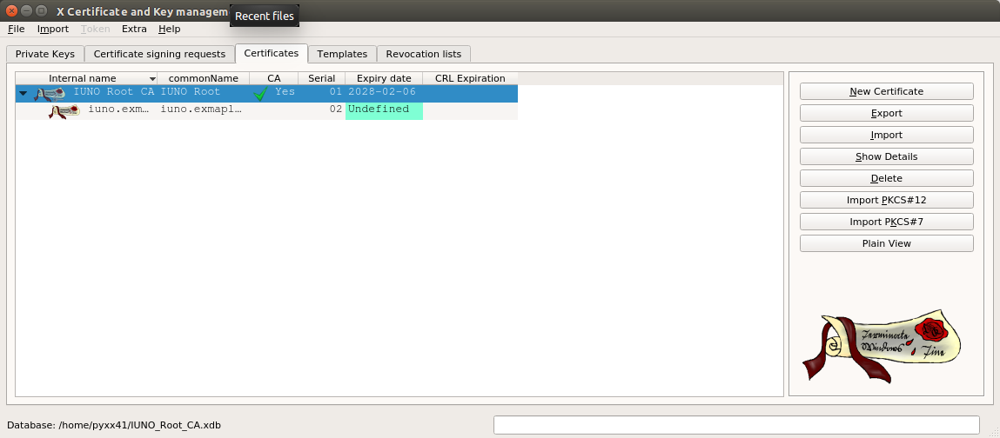 X Certificate and Key managem
Recent files
File Import Token Extra Help
Private Keys Certificate signing requests Certificates Templates Revocation lists
Internal name commonName CA Serial Expiry date CRL Expiration
IUNO Root CA IUNO Root Yes 01 2028-02-06
iuno.exm... iuno.exmapl... 02 Undefined
New Certificate
Export
Import
Show Details
Delete
Import PKCS#12
Import PKCS#7
Plain View
Terminate
Windows
Time
Database: /home/pyxx41/IUNO_Root_CA.xdb